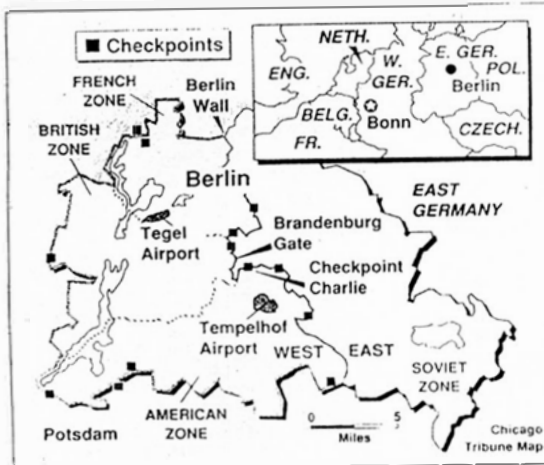 Checkpoints
FRENCH
ZONE
Berlin
Wall
BRITISH
ZONE
Berlin
Tegel
Airport
Brandenburg
Gate
Checkpoint
Charlie
Tempelhof
Airport
EAST
GERMANY
WEST
EAST
SOVIET
ZONE
AMERICAN
ZONE
Potsdam
0 5
Miles
Chicago
Tribune Map
NETH.
ENG.
W.
GER.
E. GER.
POL.
Berlin
BELG.
Bonn
FR.
CZECH.